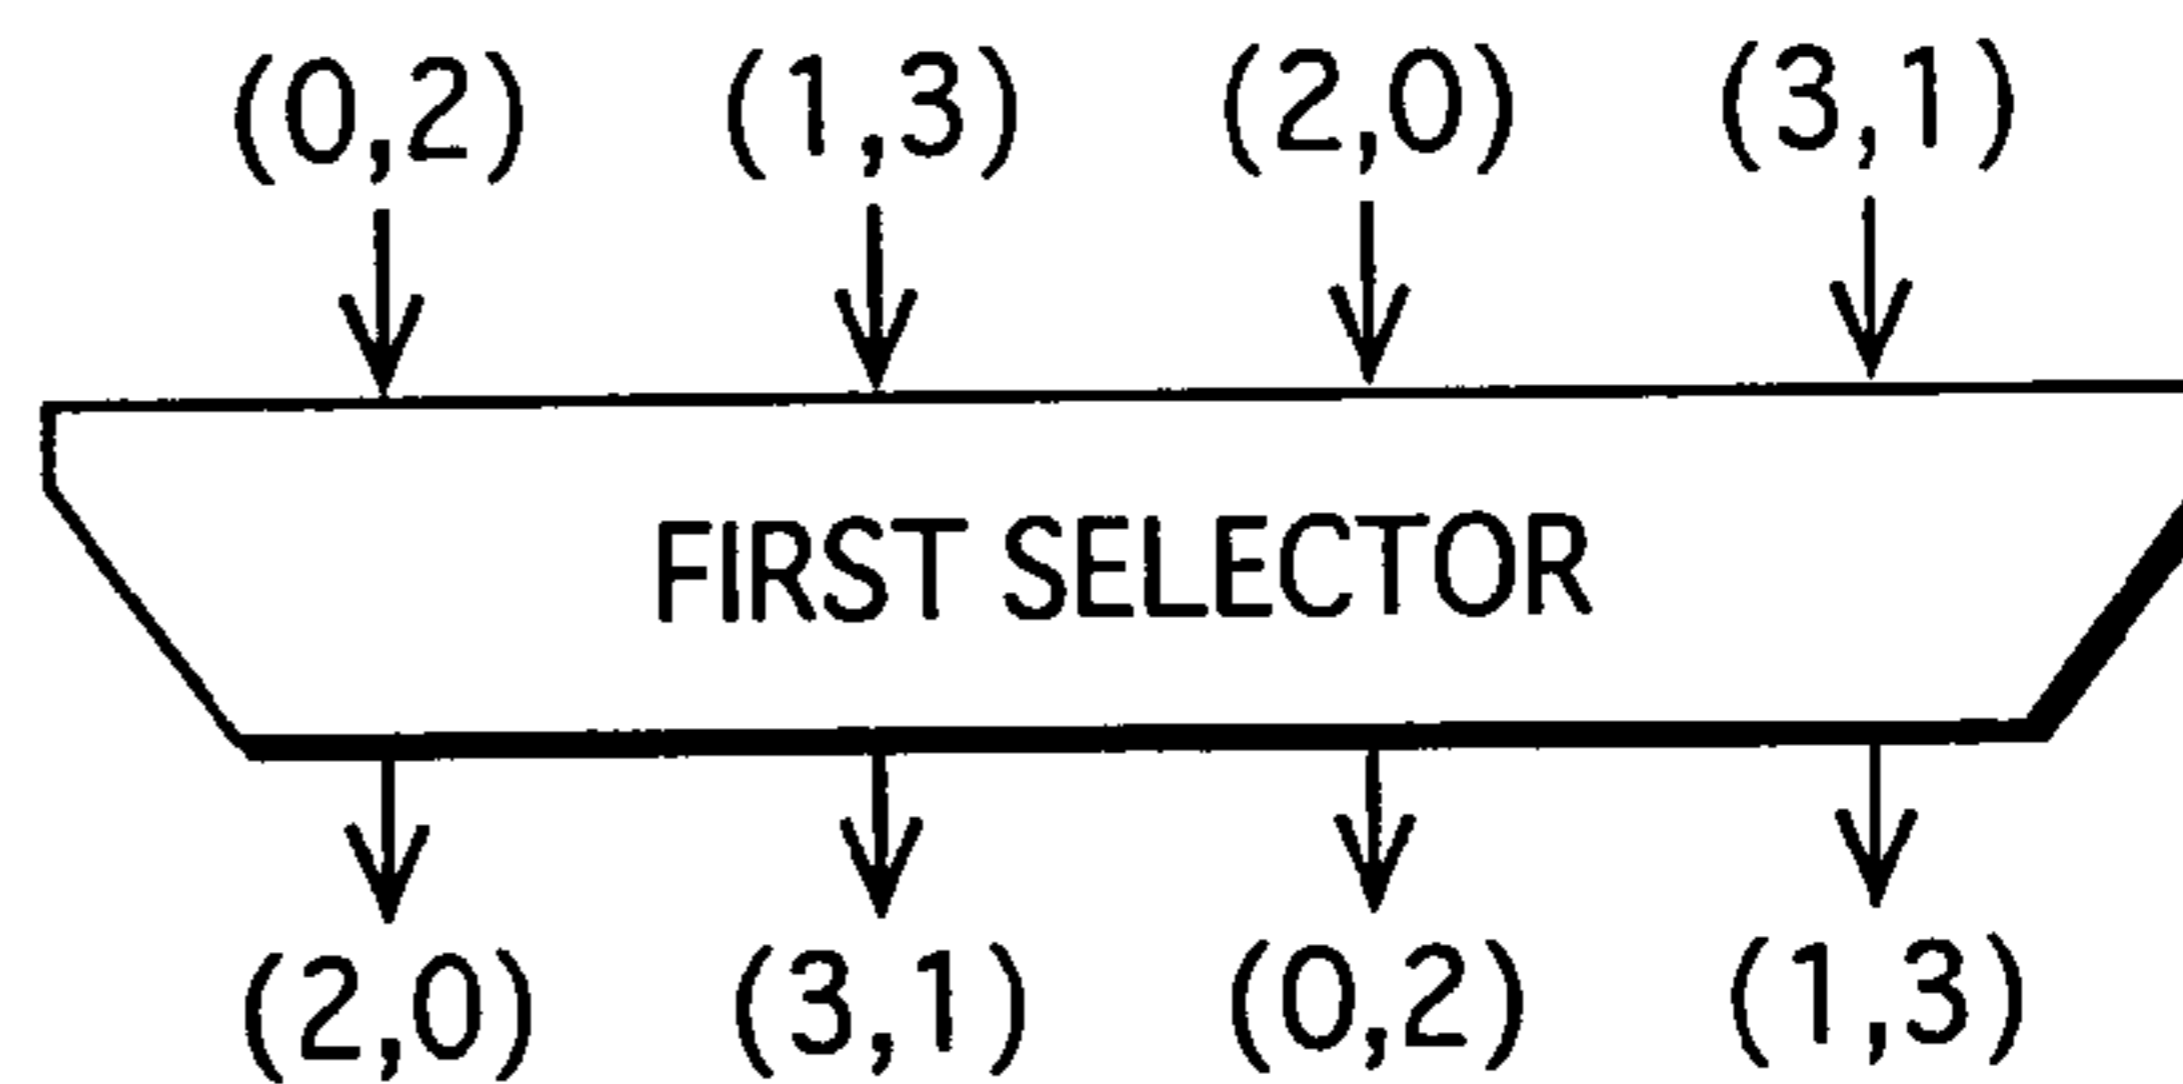 (0,2) (1,3) (2,0) (3,1)
FIRST SELECTOR
(2,0) (3,1) (0,2) (1,3)